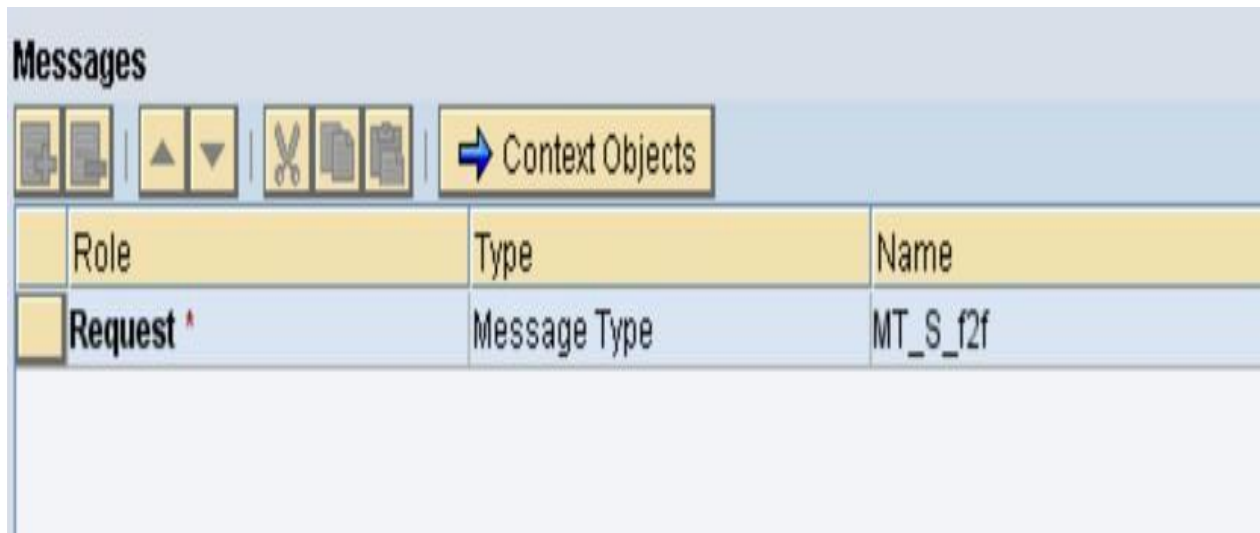 Messages
Context Objects
Role Type Name
Request * Message Type MT_S_f2f